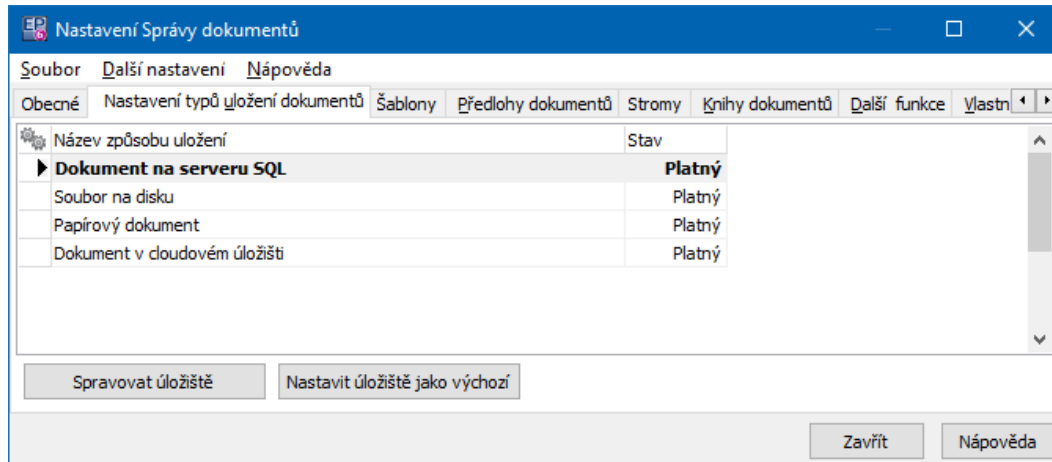 Nastavení Správy dokumentů
Soubor Další nastavení Nápověda
Obecné Nastavení typů uložení dokumentů Šablony Předlohy dokumentů Stromy Knihy dokumentů Další funkce Vlastn
Název způsobu uložení Stav
Dokument na serveru SQL Platný
Soubor na disku Platný
Papírový dokument Platný
Dokument v cloudovém úložišti Platný
Spravovat úložiště Nastavit úložiště jako výchozí
Zavřít Nápověda